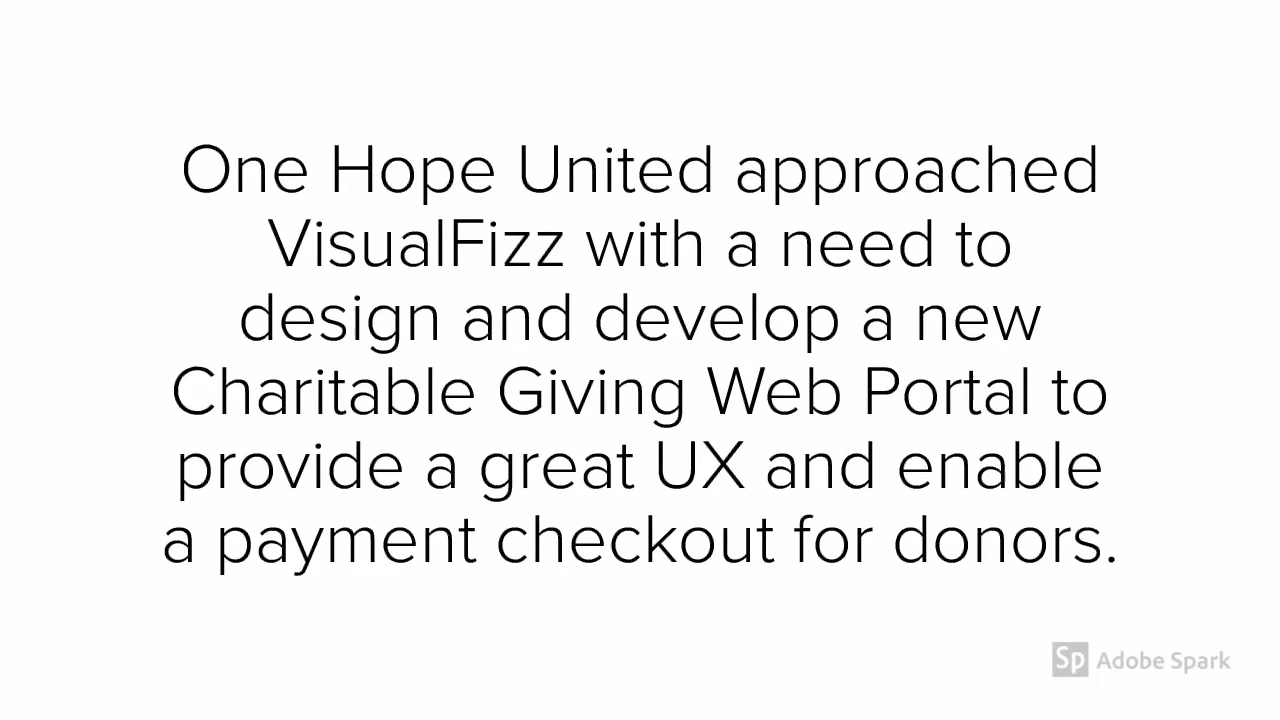 One Hope United approached
VisualFizz with a need to
design and develop a new
Charitable Giving Web Portal to
provide a great UX and enable
a payment checkout for donors.
Sp Adobe Spark